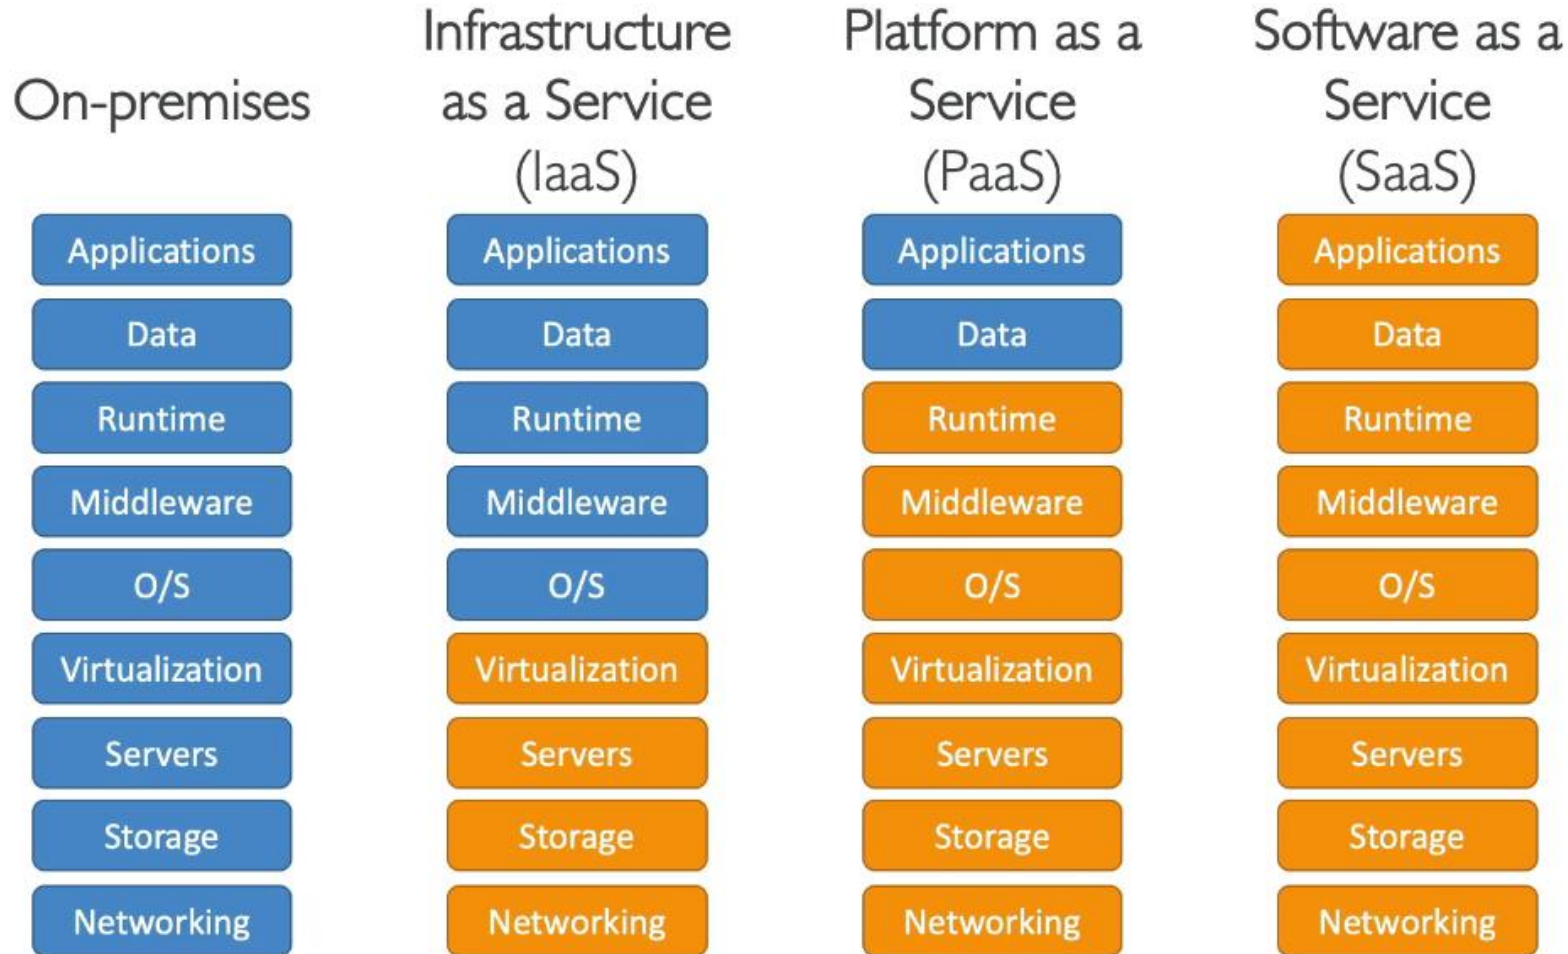 On-premises
Infrastructure
as a Service
(IaaS)
Platform as a
Service
(PaaS)
Software as a
Service
(SaaS)
Applications
Data
Runtime
Middleware
O/S
Virtualization
Servers
Storage
Networking
Applications
Data
Runtime
Middleware
O/S
Virtualization
Servers
Storage
Networking
Applications
Data
Runtime
Middleware
O/S
Virtualization
Servers
Storage
Networking
Applications
Data
Runtime
Middleware
O/S
Virtualization
Servers
Storage
Networking